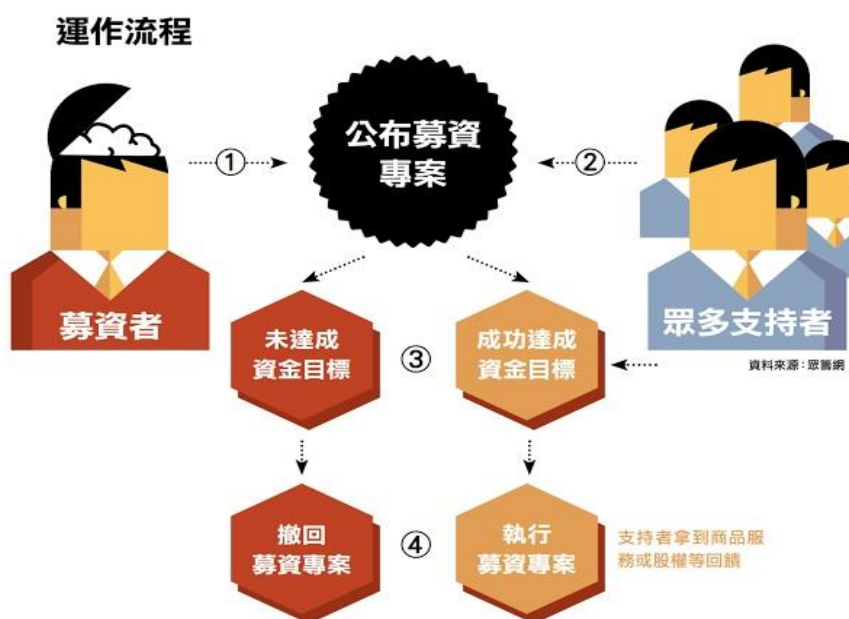 運作流程
公布募資
專案
①
②
募資者
眾多支持者
資料來源：眾籌網
未達成
資金目標
③
成功達成
資金目標
撤回
募資專案
④
執行
募資專案
支持者拿到商品服
務或股權等回饋